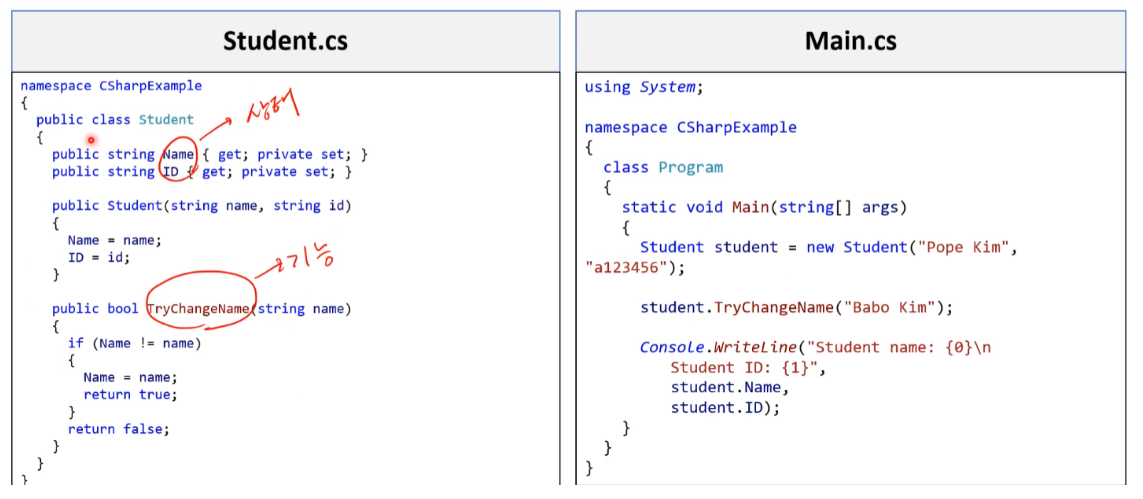 Student.cs
namespace CSharpExample
{
public class Student
{
public string Name { get; private set; }
public string ID { get; private set; }
public Student(string name, string id)
{
Name = name;
ID = id;
}
public bool TryChangeName(string name)
{
if (Name != name)
{
Name = name;
return true;
}
return false;
}
}
}
상태
기능
Main.cs
using System;
namespace CSharpExample
{
class Program
{
static void Main(string[] args)
{
Student student = new Student("Pope Kim",
"a123456");
student.TryChangeName("Babo Kim");
Console.WriteLine("Student name: {0}\n
Student ID: {1}",
student.Name,
student.ID);
}
}
}